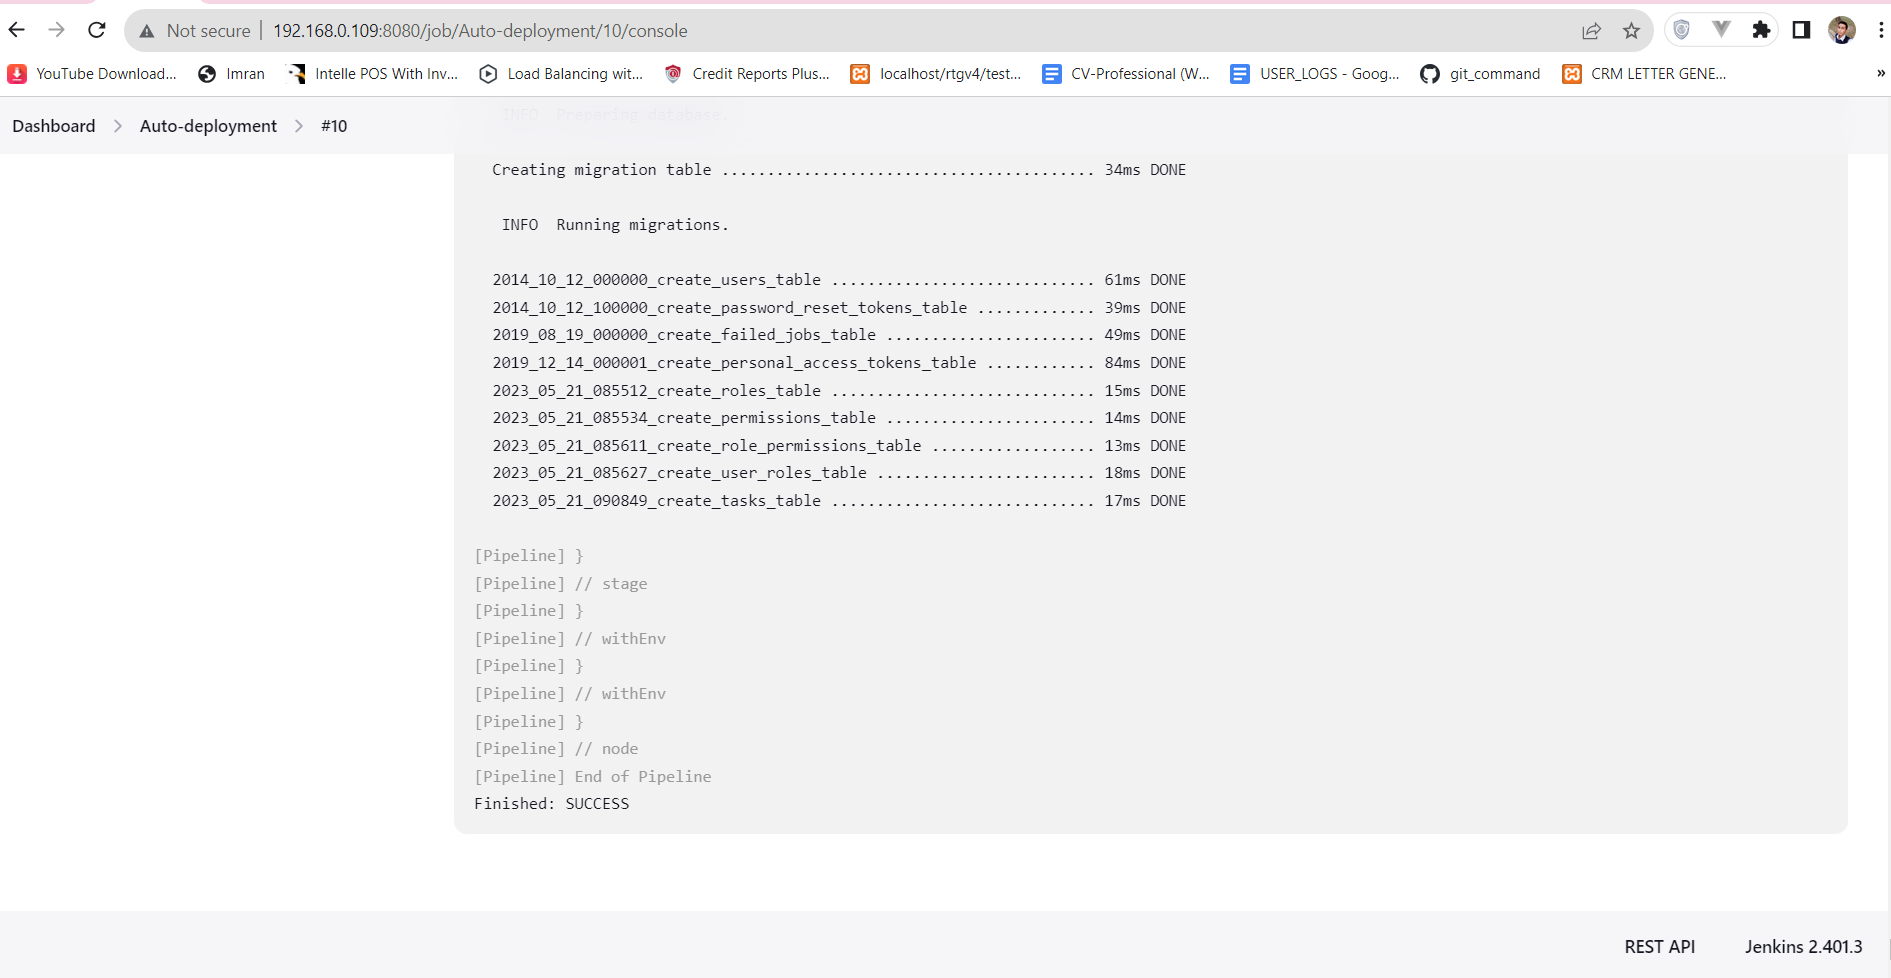 Not secure | 192.168.0.109:8080/job/Auto-deployment/10/console
YouTube Download... Imran Intelle POS With Inv... Load Balancing wit... Credit Reports Plus... localhost/rtgv4/test... CV-Professional (W... USER_LOGS - Goog... git_command CRM LETTER GENE... »
Dashboard > Auto-deployment > #10
INFO Preparing database.
Creating migration table ......................................... 34ms DONE
INFO Running migrations.
2014_10_12_000000_create_users_table ............................. 61ms DONE
2014_10_12_100000_create_password_reset_tokens_table ............. 39ms DONE
2019_08_19_000000_create_failed_jobs_table ....................... 49ms DONE
2019_12_14_000001_create_personal_access_tokens_table ............ 84ms DONE
2023_05_21_085512_create_roles_table ............................. 15ms DONE
2023_05_21_085534_create_permissions_table ....................... 14ms DONE
2023_05_21_085611_create_role_permissions_table .................. 13ms DONE
2023_05_21_085627_create_user_roles_table ........................ 18ms DONE
2023_05_21_090849_create_tasks_table ............................. 17ms DONE
[Pipeline] }
[Pipeline] // stage
[Pipeline] }
[Pipeline] // withEnv
[Pipeline] }
[Pipeline] // withEnv
[Pipeline] }
[Pipeline] // node
[Pipeline] End of Pipeline
Finished: SUCCESS
REST API Jenkins 2.401.3